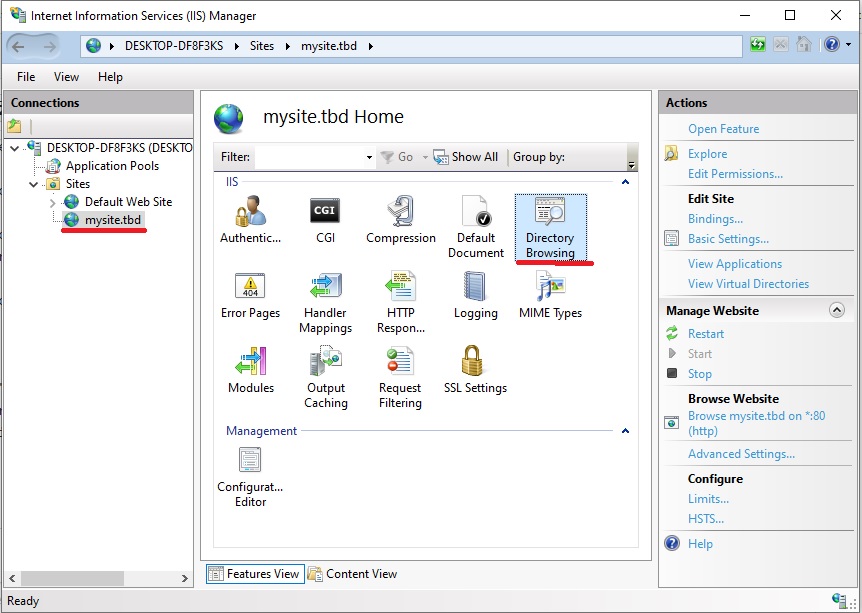 Internet Information Services (IIS) Manager
DESKTOP-DF8F3KS Sites mysite.tbd
File View Help
Connections
DESKTOP-DF8F3KS (DESKTO
Application Pools
Sites
Default Web Site
mysite.tbd
mysite.tbd Home
Filter: Go Show All Group by:
IIS
Authentic... CGI Compression Default Document Directory Browsing
Error Pages Handler Mappings HTTP Respon... Logging MIME Types
404
Modules Output Caching Request Filtering SSL Settings
Management
Configurat... Editor
Features View Content View
Actions
Open Feature
Explore
Edit Permissions...
Edit Site
Bindings...
Basic Settings...
View Applications
View Virtual Directories
Manage Website
Restart
Start
Stop
Browse Website
Browse mysite.tbd on *:80
(http)
Advanced Settings...
Configure
Limits...
HSTS...
Help
Ready